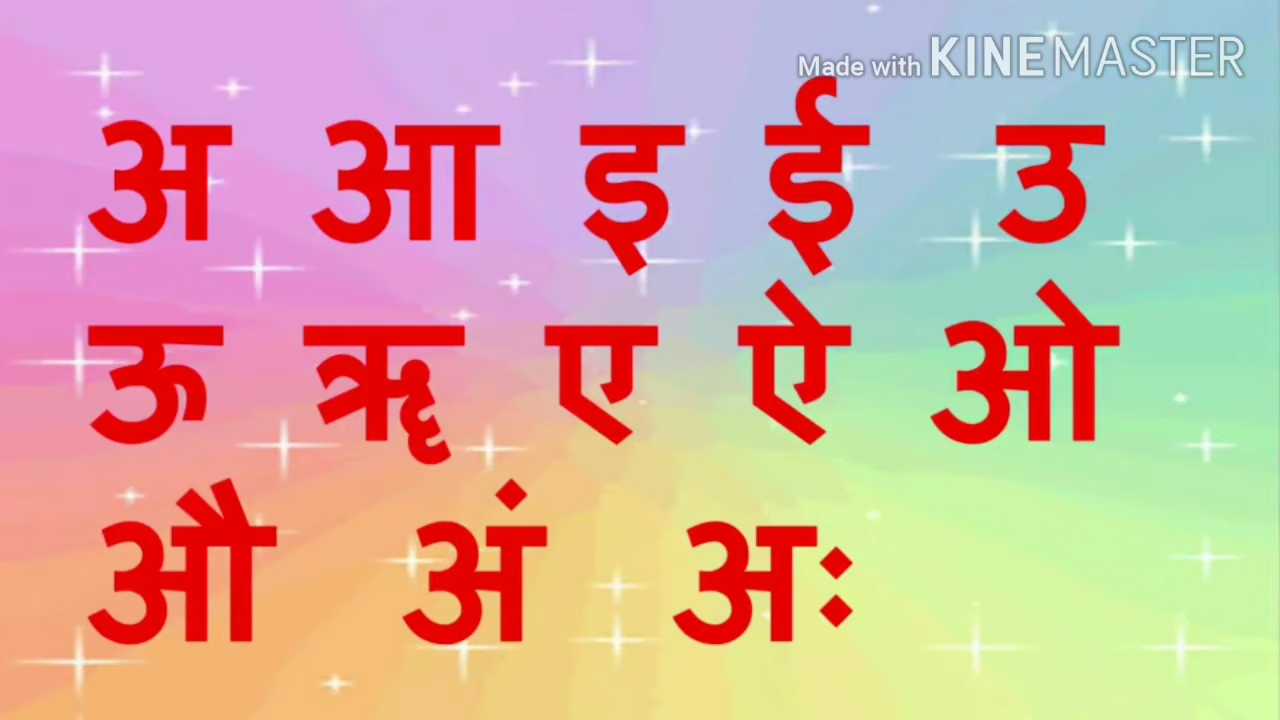 Made with KINEMASTER
अ आ इ ई उ
ऊ ॠ ए ऐ ओ
औ अं अः